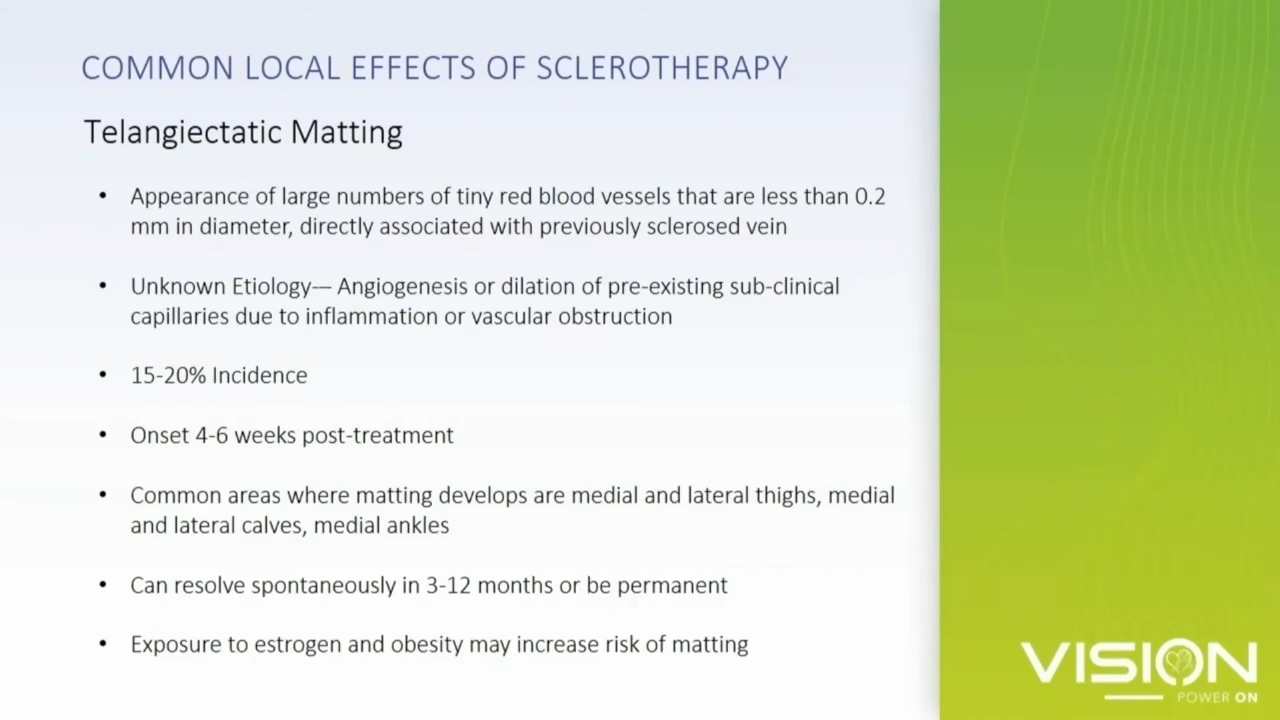 COMMON LOCAL EFFECTS OF SCLEROTHERAPY
Telangiectatic Matting
• Appearance of large numbers of tiny red blood vessels that are less than 0.2
mm in diameter, directly associated with previously sclerosed vein
• Unknown Etiology-– Angiogenesis or dilation of pre-existing sub-clinical
capillaries due to inflammation or vascular obstruction
• 15-20% Incidence
• Onset 4-6 weeks post-treatment
• Common areas where matting develops are medial and lateral thighs, medial
and lateral calves, medial ankles
• Can resolve spontaneously in 3-12 months or be permanent
• Exposure to estrogen and obesity may increase risk of matting
VISION
POWER ON